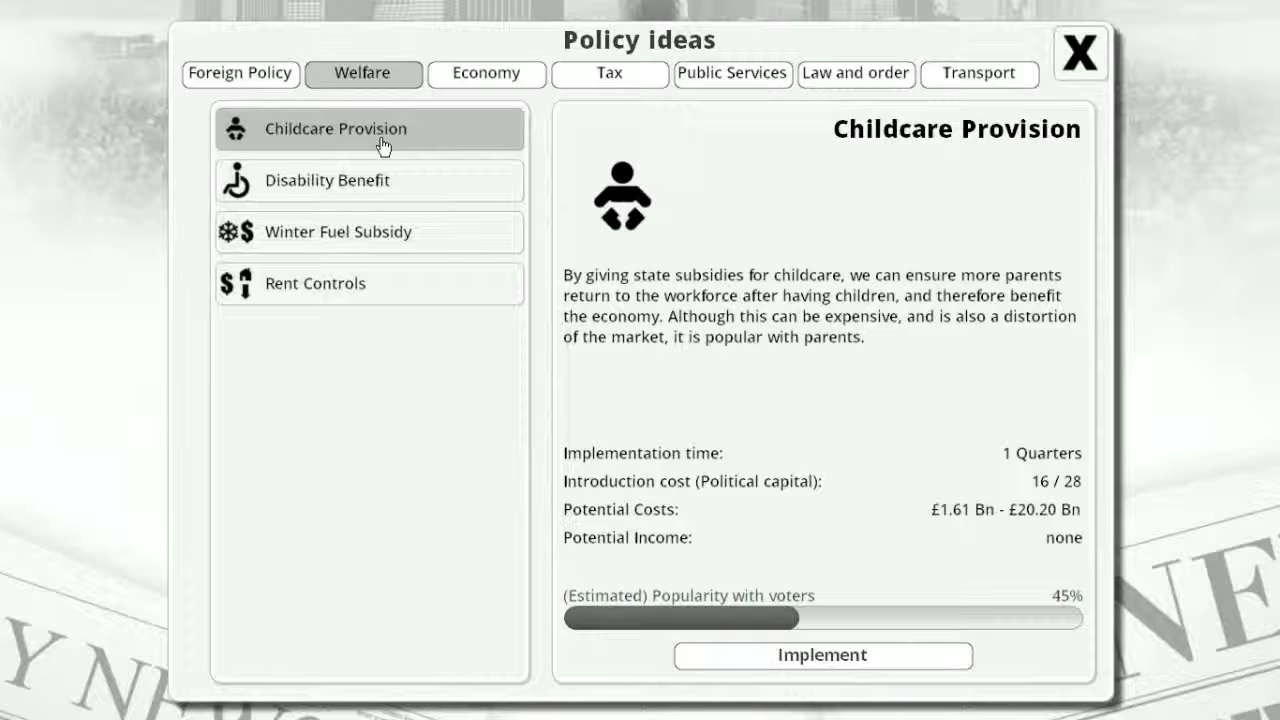 Policy ideas
X
Foreign Policy
Welfare
Economy
Tax
Public Services
Law and order
Transport
Childcare Provision
Disability Benefit
Winter Fuel Subsidy
Rent Controls
Childcare Provision
By giving state subsidies for childcare, we can ensure more parents
return to the workforce after having children, and therefore benefit
the economy. Although this can be expensive, and is also a distortion
of the market, it is popular with parents.
Implementation time: 1 Quarters
Introduction cost (Political capital): 16 / 28
Potential Costs: £1.61 Bn - £20.20 Bn
Potential Income: none
(Estimated) Popularity with voters 45%
Implement
Y NEW
NE